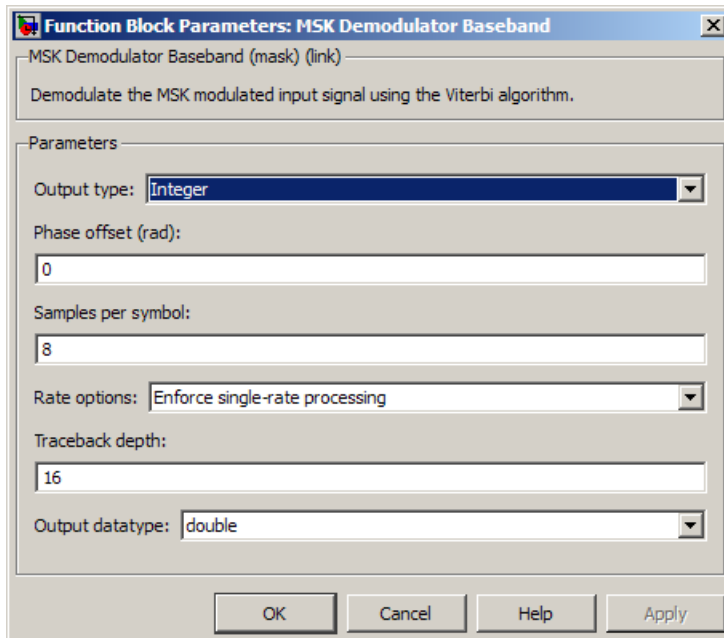 Function Block Parameters: MSK Demodulator Baseband
MSK Demodulator Baseband (mask) (link)
Demodulate the MSK modulated input signal using the Viterbi algorithm.
Parameters
Output type: Integer
Phase offset (rad):
0
Samples per symbol:
8
Rate options: Enforce single-rate processing
Traceback depth:
16
Output datatype: double
OK Cancel Help Apply